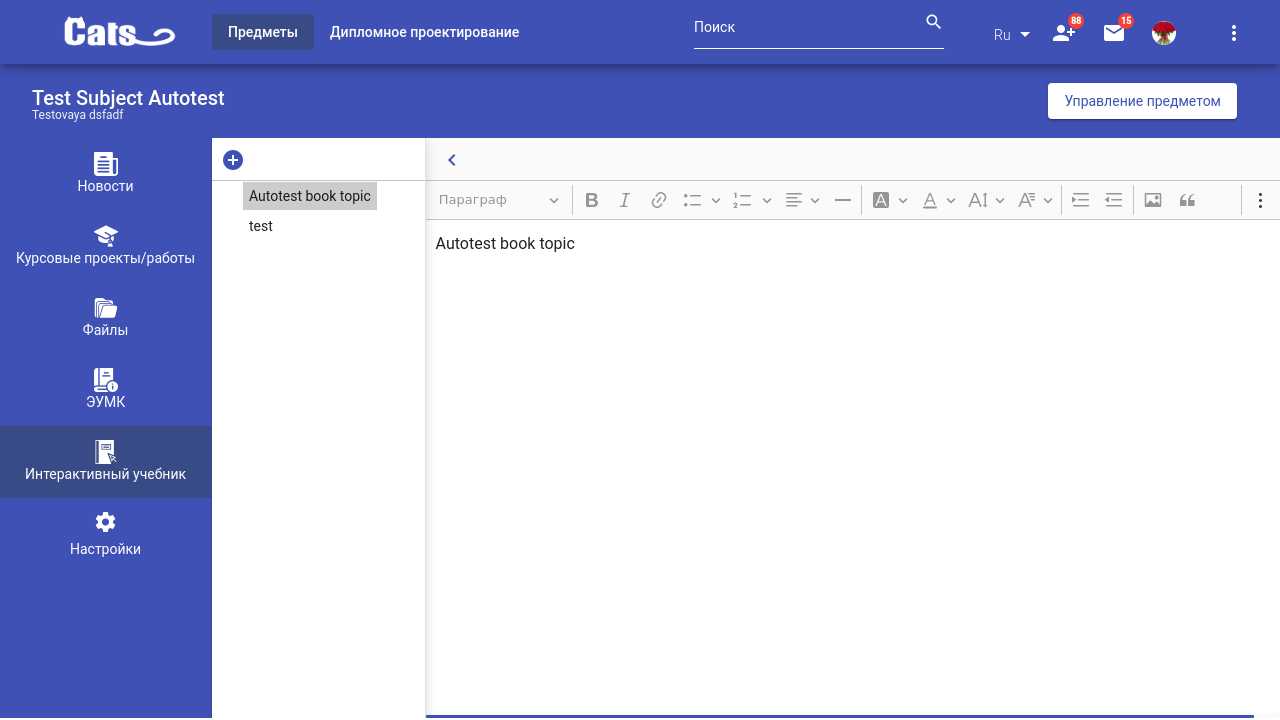 Cats
Предметы
Дипломное проектирование
Поиск
Ru
88
15
Test Subject Autotest
Testovaya dsfadf
Управление предметом
Новости
Курсовые проекты/работы
Файлы
ЭУМК
Интерактивный учебник
Настройки
Autotest book topic
test
Параграф
Autotest book topic